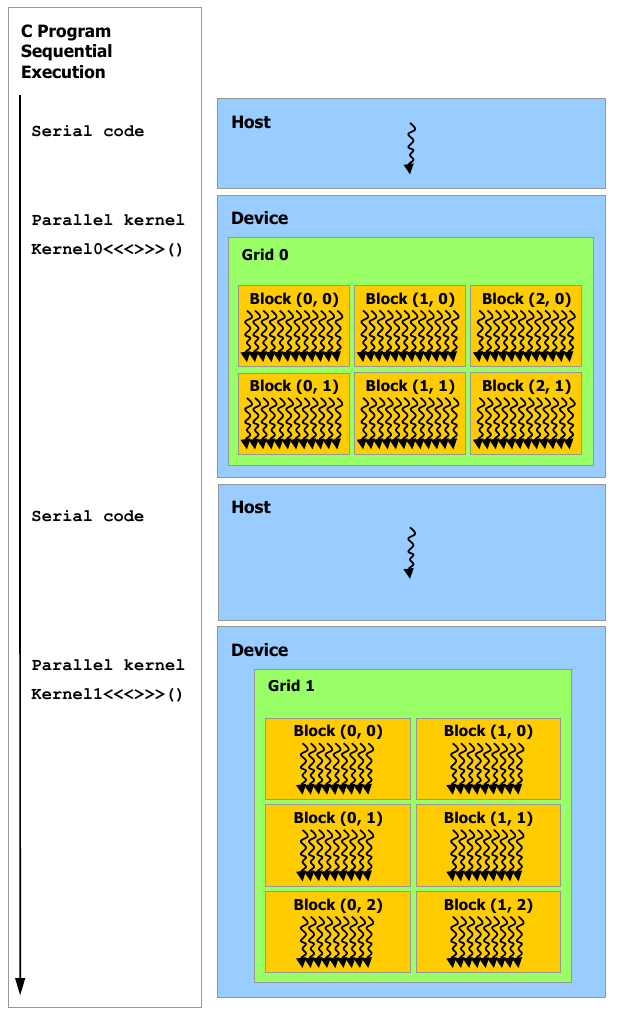 C Program
Sequential
Execution
Serial code
Host
Parallel kernel
Kernel0<<<>>>()
Device
Grid 0
Block (0, 0) Block (1, 0) Block (2, 0)
Block (0, 1) Block (1, 1) Block (2, 1)
Serial code
Host
Parallel kernel
Kernel1<<<>>>()
Device
Grid 1
Block (0, 0) Block (1, 0)
Block (0, 1) Block (1, 1)
Block (0, 2) Block (1, 2)